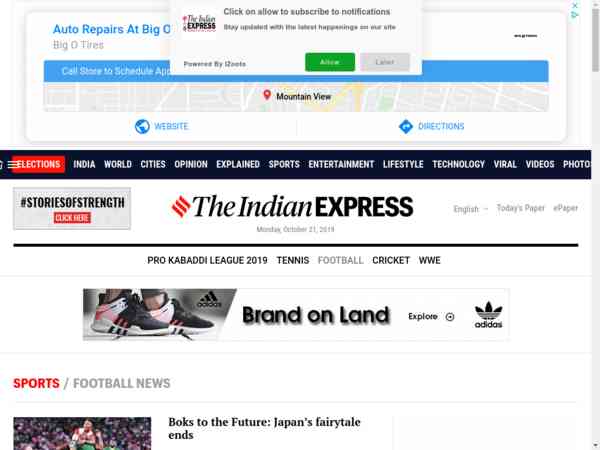 Auto Repairs At Big O
Big O Tires
Click on allow to subscribe to notifications
Stay updated with the latest happenings on our site
The Indian
EXPRESS
Powered By iZooto
Allow
Later
Call Store to Schedule App
Mountain View
WEBSITE
DIRECTIONS
ELECTIONS INDIA WORLD CITIES OPINION EXPLAINED SPORTS ENTERTAINMENT LIFESTYLE TECHNOLOGY VIRAL VIDEOS PHOTOS
#STORIESOFSTRENGTH
CLICK HERE
The Indian EXPRESS
Monday, October 21, 2019
English
Today's Paper
ePaper
PRO KABADDI LEAGUE 2019 TENNIS FOOTBALL CRICKET WWE
adidas
Brand on Land
Explore
adidas
SPORTS / FOOTBALL NEWS
Boks to the Future: Japan's fairytale
ends